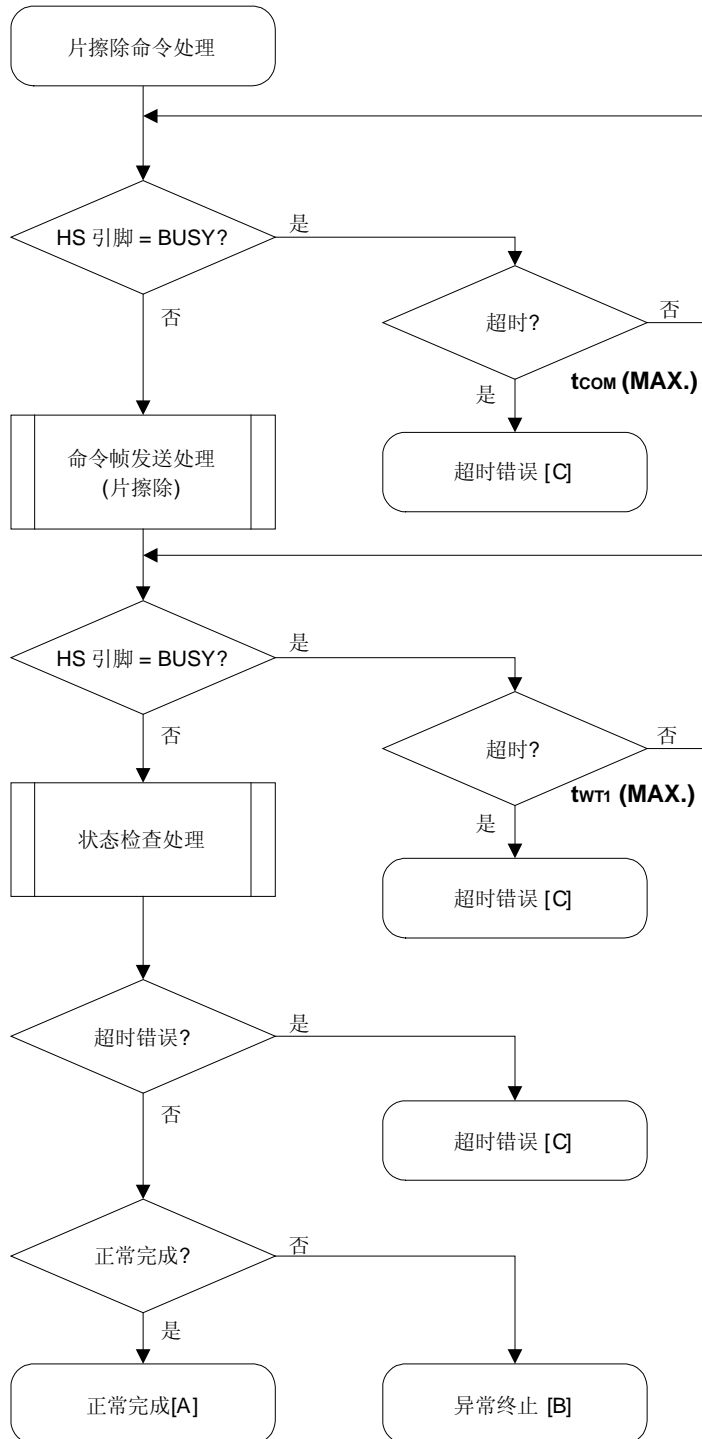 片擦除命令处理
HS 引脚 = BUSY?
是
否
超时?
否
tCOM (MAX.)
是
超时错误 [C]
命令帧发送处理
(片擦除)
HS 引脚 = BUSY?
是
否
超时?
否
tWT1 (MAX.)
是
超时错误 [C]
状态检查处理
超时错误?
是
否
超时错误 [C]
正常完成?
否
是
正常完成[A]
异常终止 [B]